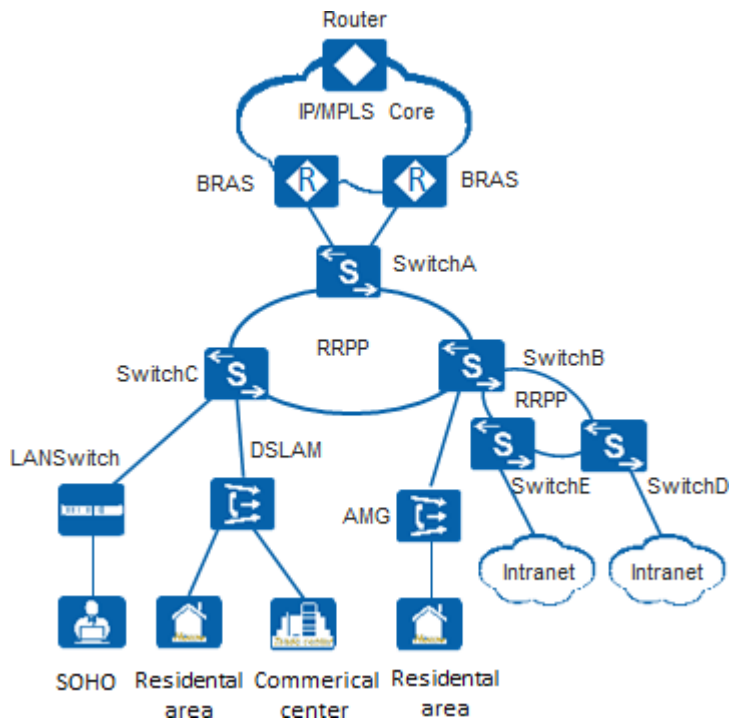 Router
IP/MPLS Core
BRAS
BRAS
SwitchA
RRPP
SwitchB
SwitchC
RRPP
LANSwitch
DSLAM
SwitchE
SwitchD
AMG
Intranet
Intranet
SOHO
Residental
area
Commerical
center
Residental
area